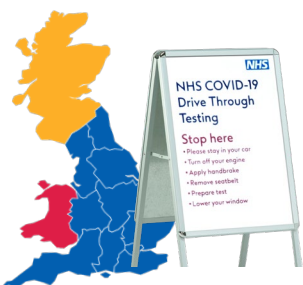 NHS
NHS COVID-19
Drive Through
Testing
Stop here
• Please stay in your car
• Turn off your engine
• Apply handbrake
• Remove seatbelt
• Prepare test
• Lower your window